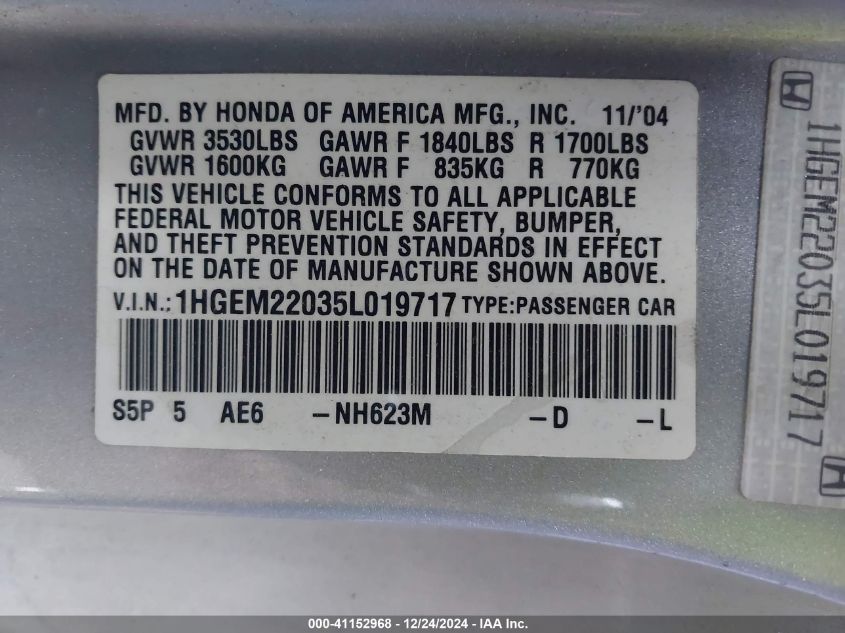 MFD. BY HONDA OF AMERICA MFG., INC. 11/'04
GVWR 3530LBS GAWR F 1840LBS R 1700LBS
GVWR 1600KG GAWR F 835KG R 770KG
THIS VEHICLE CONFORMS TO ALL APPLICABLE
FEDERAL MOTOR VEHICLE SAFETY, BUMPER,
AND THEFT PREVENTION STANDARDS IN EFFECT
ON THE DATE OF MANUFACTURE SHOWN ABOVE.
V.I.N.: 1HGEM22035L019717 TYPE:PASSENGER CAR
S5P 5 AE6 -NH623M -D -L
1HGEM22035L019717
000-41152968 - 12/24/2024 - IAA Inc.